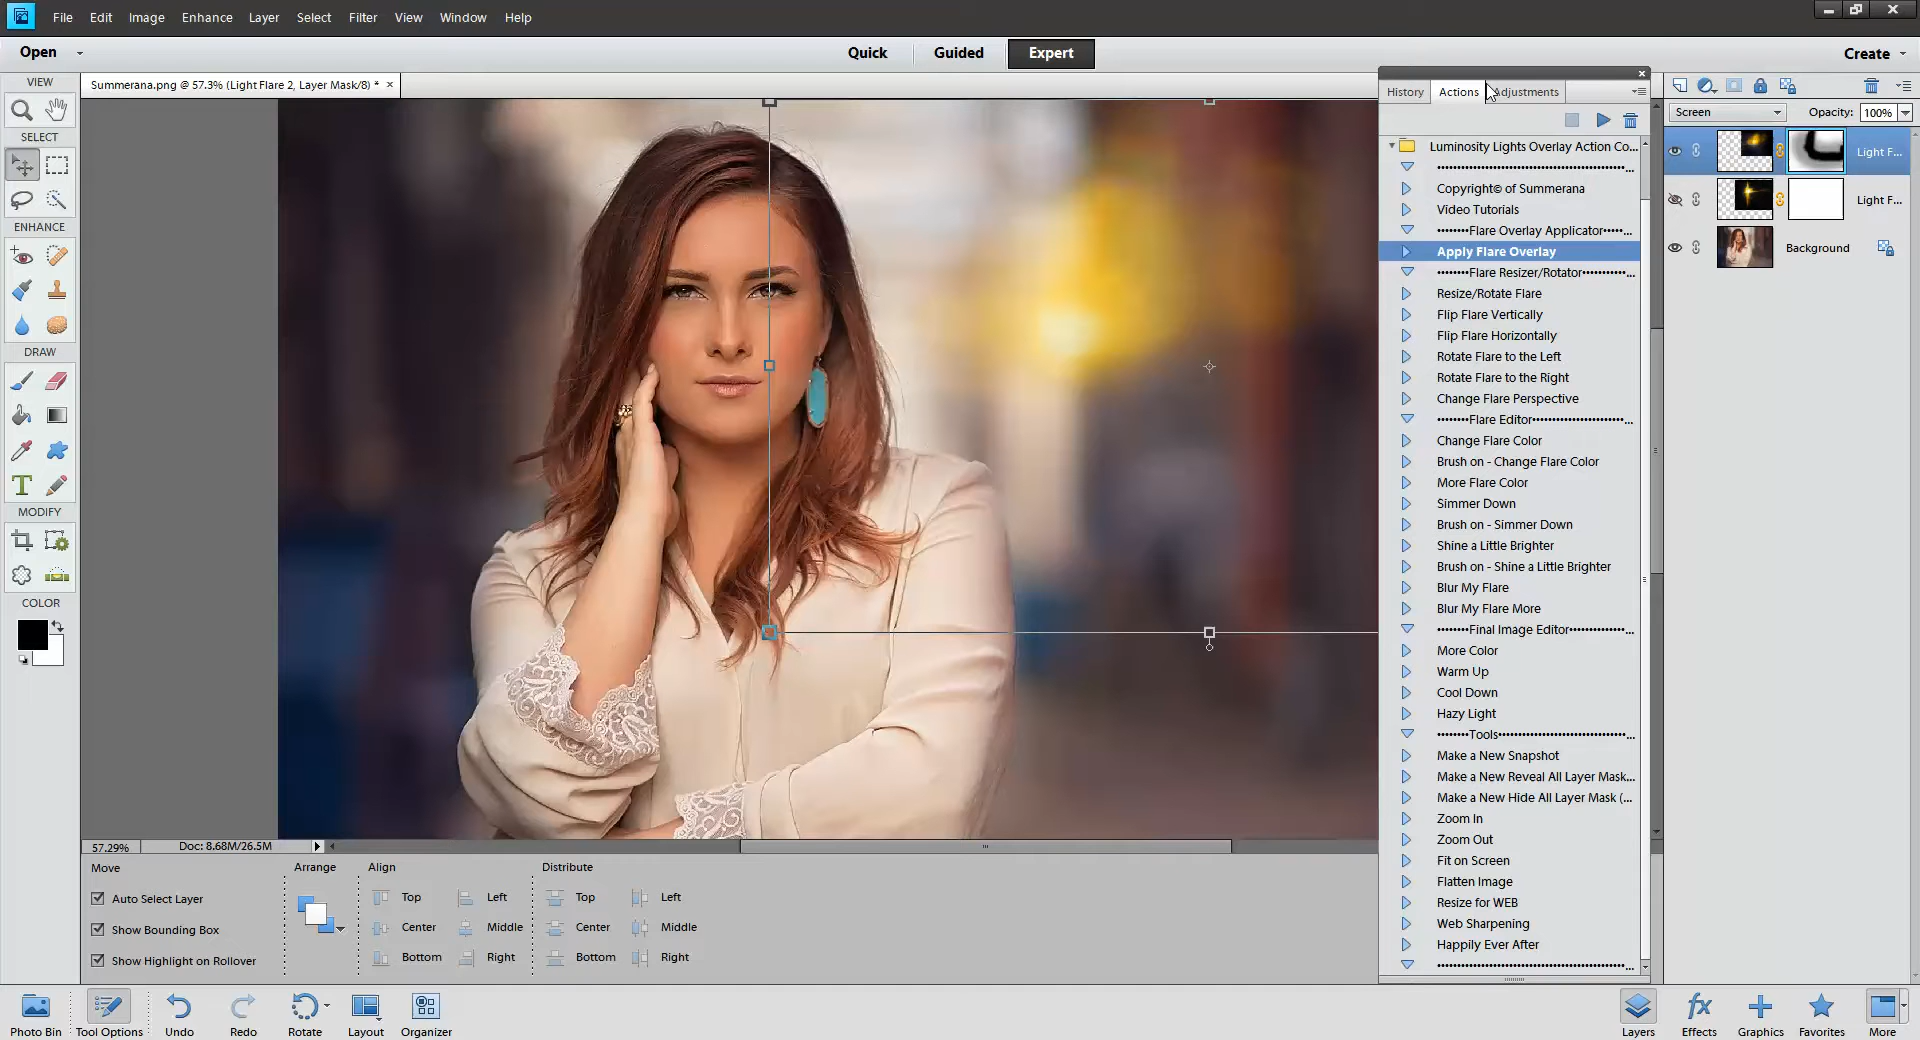 File Edit Image Enhance Layer Select Filter View Window Help
Open Quick Guided Expert Create
VIEW
Summerana.png @ 57.3% (Light Flare 2, Layer Mask/8) * ×
SELECT
ENHANCE
DRAW
MODIFY
COLOR
History Actions Adjustments
Luminosity Lights Overlay Action Co...
Copyright© of Summerana
Video Tutorials
••••••••Flare Overlay Applicator•••••...
Apply Flare Overlay
••••••••Flare Resizer/Rotator•••••••••••...
Resize/Rotate Flare
Flip Flare Vertically
Flip Flare Horizontally
Rotate Flare to the Left
Rotate Flare to the Right
Change Flare Perspective
••••••••Flare Editor••••••••••••••••••••••...
Change Flare Color
Brush on - Change Flare Color
More Flare Color
Simmer Down
Brush on - Simmer Down
Shine a Little Brighter
Brush on - Shine a Little Brighter
Blur My Flare
Blur My Flare More
••••••••Final Image Editor••••••••••••••...
More Color
Warm Up
Cool Down
Hazy Light
••••••••Tools•••••••••••••••••••••••••••••••...
Make a New Snapshot
Make a New Reveal All Layer Mask...
Make a New Hide All Layer Mask (...
Zoom In
Zoom Out
Fit on Screen
Flatten Image
Resize for WEB
Web Sharpening
Happily Ever After
Screen Opacity: 100%
Light F...
Light F...
Background
57.29% Doc: 8.68M/26.5M
Move Arrange Align Distribute
Auto Select Layer Top Left Top Left
Show Bounding Box Center Middle Center Middle
Show Highlight on Rollover Bottom Right Bottom Right
Photo Bin Tool Options Undo Redo Rotate Layout Organizer Layers Effects Graphics Favorites More